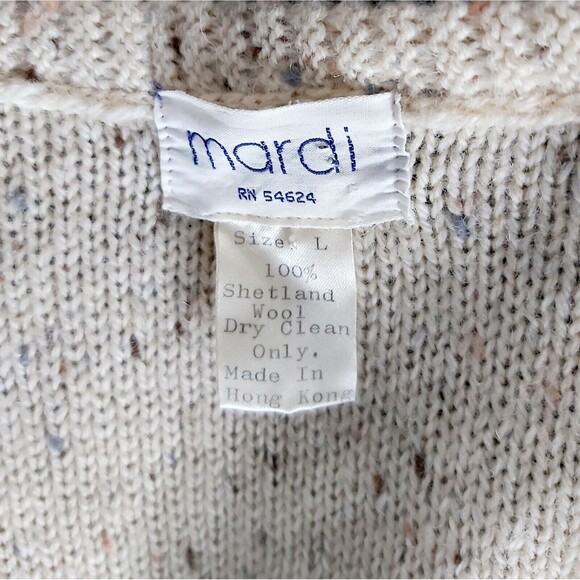 mardi
RN 54624
Size: L
100%
Shetland
Wool
Dry Clean
Only.
Made In
Hong Kong